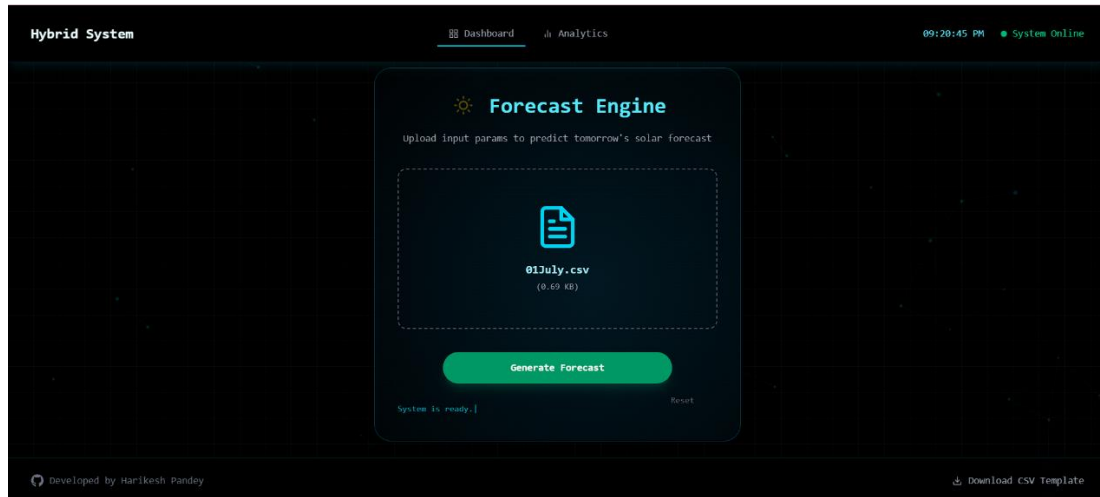 Hybrid System
Dashboard
Analytics
09:20:45 PM
System Online
Forecast Engine
Upload input params to predict tomorrow's solar forecast
01July.csv
(0.69 KB)
Generate Forecast
Reset
System is ready.
Developed by Harikesh Pandey
Download CSV Template